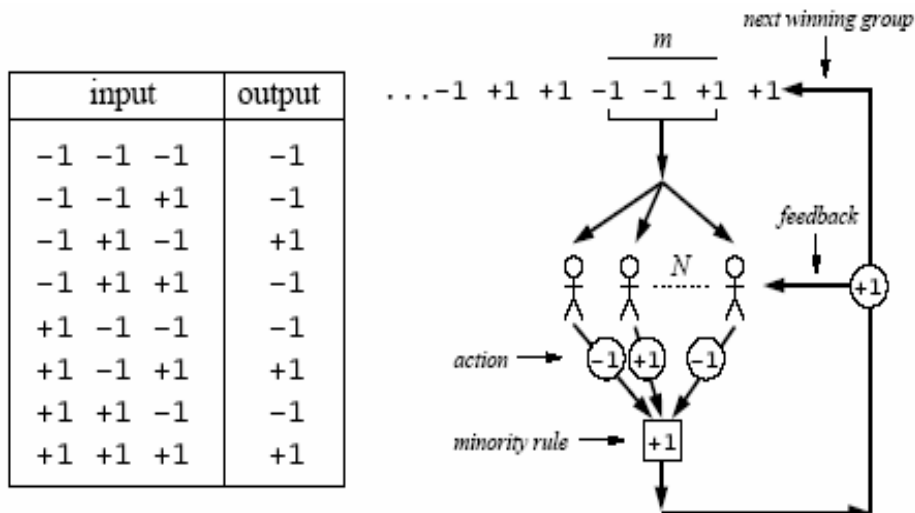 input output
-1 -1 -1 -1
-1 -1 +1 -1
-1 +1 -1 +1
-1 +1 +1 -1
+1 -1 -1 -1
+1 -1 +1 +1
+1 +1 -1 -1
+1 +1 +1 +1
next winning group
m
...-1 +1 +1 -1 -1 +1 +1
feedback
N
+1
action
-1 +1 -1
minority rule
+1